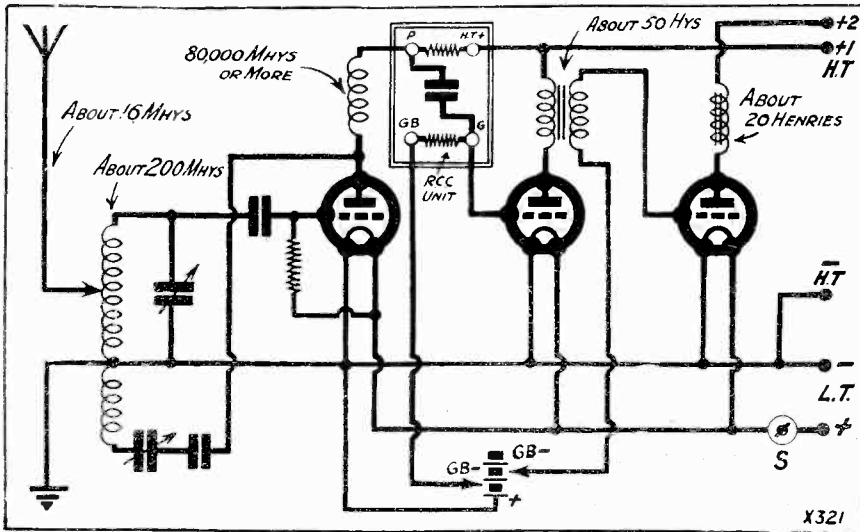 80,000 MHYS
OR MORE
P
H.T+
ABOUT 50 HYS
+2
+1
H.T
ABOUT 16 MHYS
ABOUT 200 MHYS
GB
G
RCC
UNIT
ABOUT
20 HENRIES
–
H.T
–
L.T.
+
S
GB–
GB–
+
X321